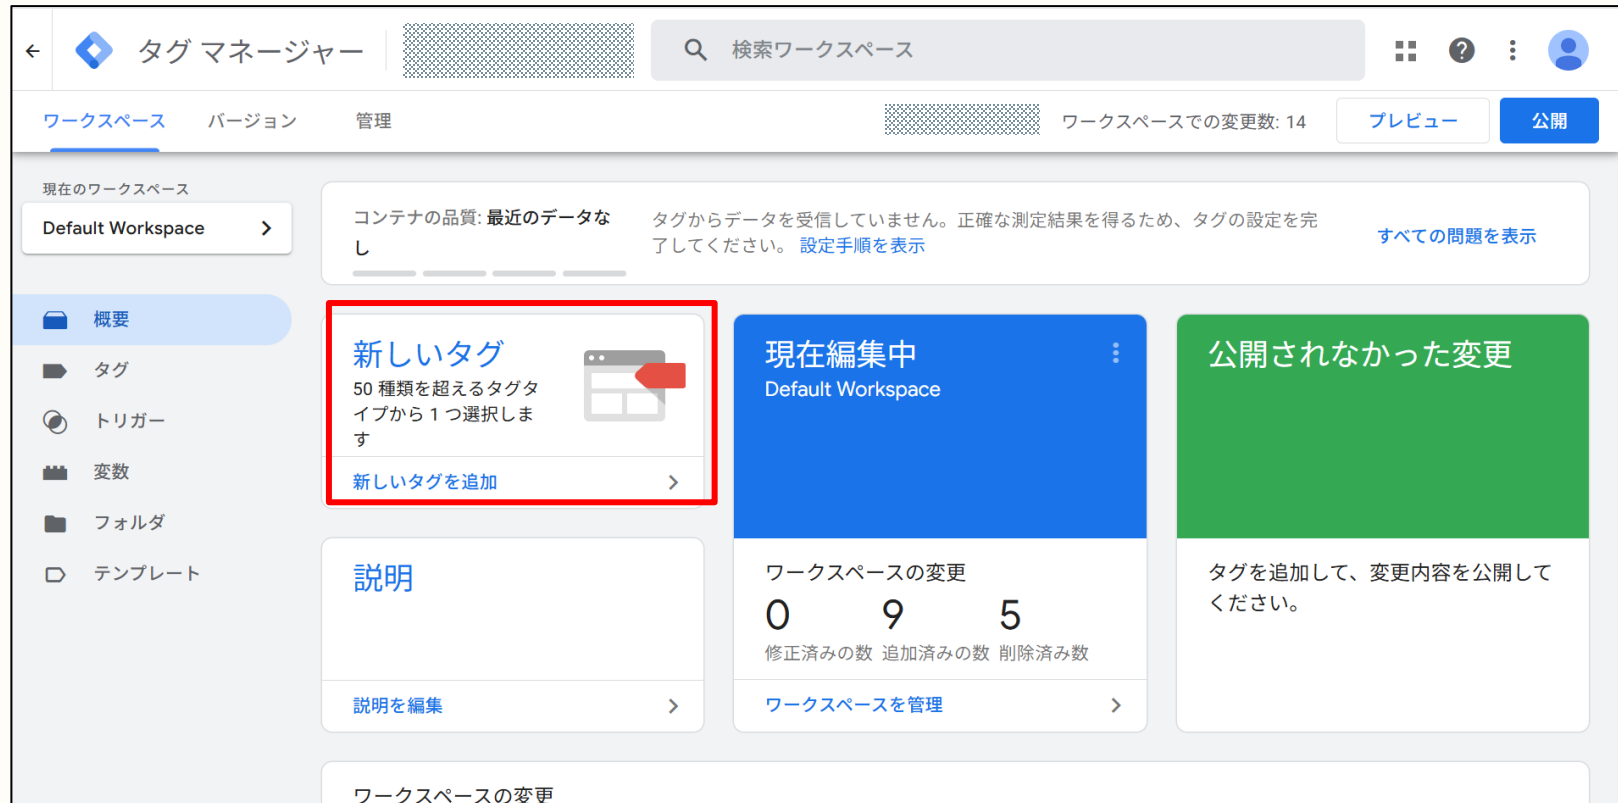 タグ マネージャー
検索ワークスペース
ワークスペース
バージョン
管理
ワークスペースでの変更数: 14
プレビュー
公開
現在のワークスペース
Default Workspace
概要
タグ
トリガー
変数
フォルダ
テンプレート
コンテナの品質: 最近のデータな
し
タグからデータを受信していません。正確な測定結果を得るため、タグの設定を完
了してください。 設定手順を表示
すべての問題を表示
新しいタグ
50 種類を超えるタグタ
イプから 1 つ選択しま
す
新しいタグを追加
現在編集中
Default Workspace
公開されなかった変更
説明
説明を編集
ワークスペースの変更
0 9 5
修正済みの数 追加済みの数 削除済み数
ワークスペースを管理
タグを追加して、変更内容を公開して
ください。
ワークスペースの変更